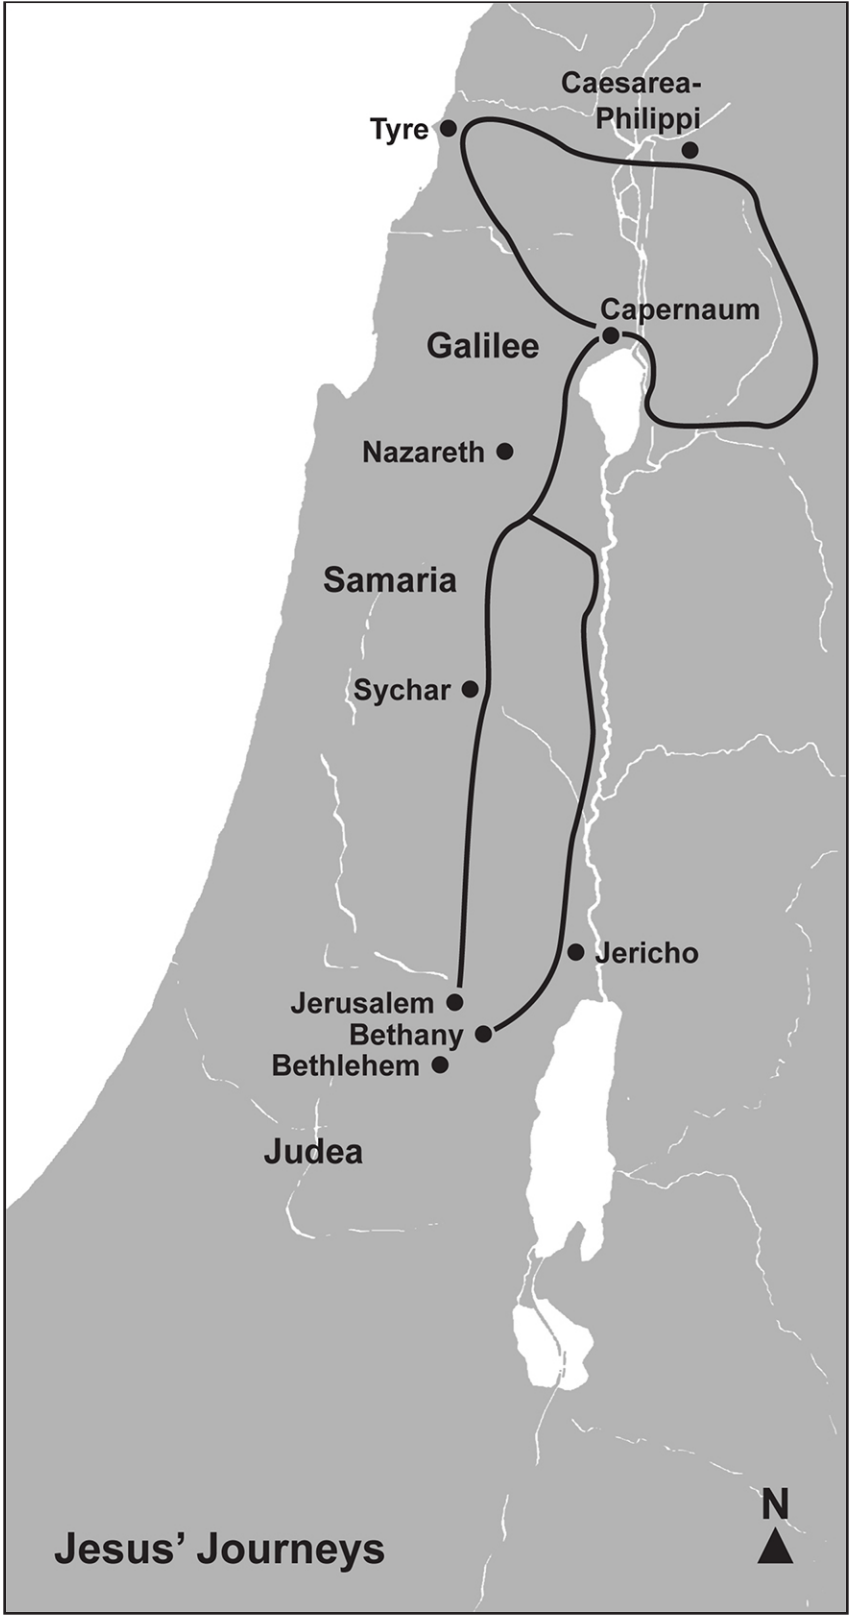 Caesarea-
Philippi
Tyre
Capernaum
Galilee
Nazareth
Samaria
Sychar
Jericho
Jerusalem
Bethany
Bethlehem
Judea
N
Jesus’ Journeys